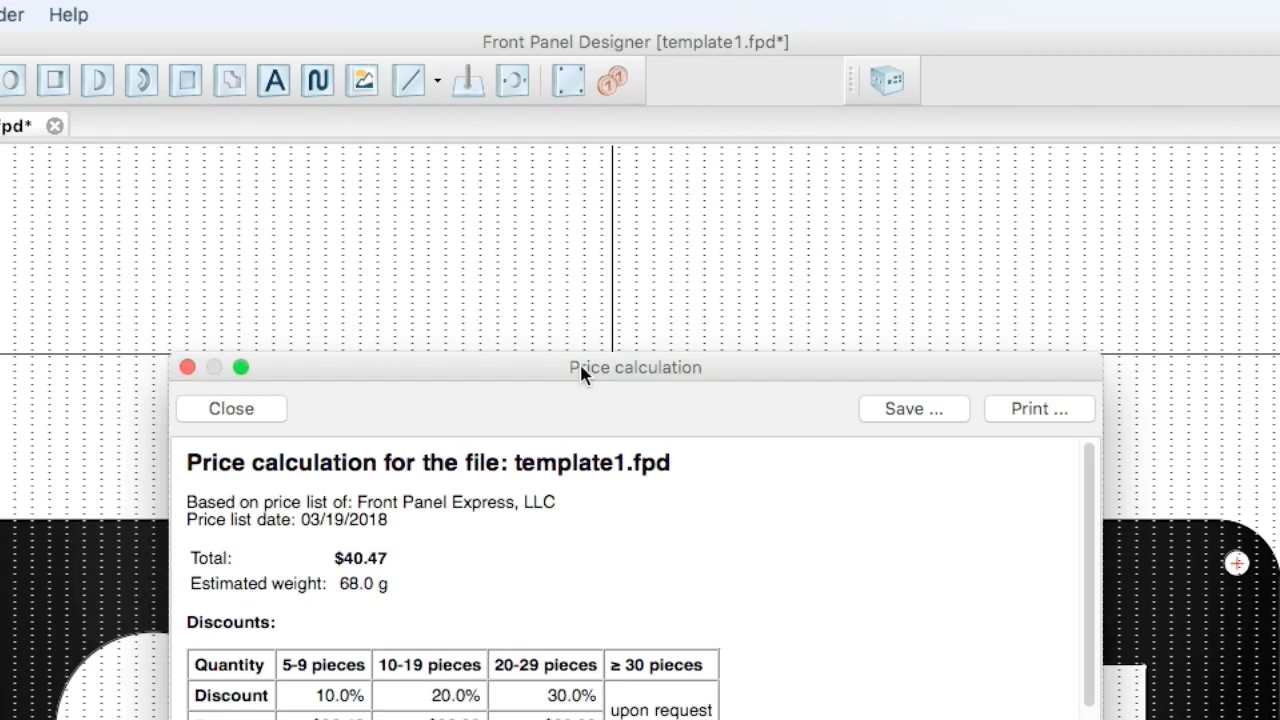 der Help
Front Panel Designer [template1.fpd*]
A
pd*
Price calculation
Close Save ... Print ...
Price calculation for the file: template1.fpd
Based on price list of: Front Panel Express, LLC
Price list date: 03/19/2018
Total: $40.47
Estimated weight: 68.0 g
Discounts:
Quantity 5-9 pieces 10-19 pieces 20-29 pieces ≥ 30 pieces
Discount 10.0% 20.0% 30.0%
upon request